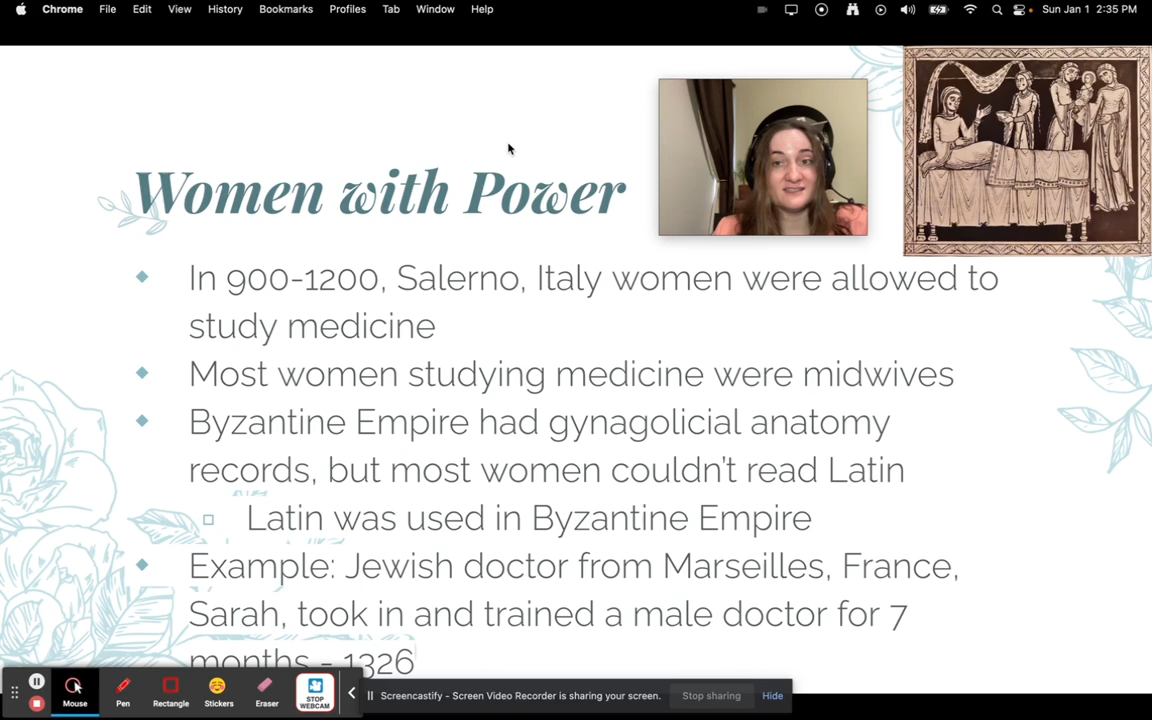 Chrome File Edit View History Bookmarks Profiles Tab Window Help Sun Jan 1 2:35 PM
Women with Power
In 900-1200, Salerno, Italy women were allowed to
study medicine
Most women studying medicine were midwives
Byzantine Empire had gynagolicial anatomy
records, but most women couldn't read Latin
Latin was used in Byzantine Empire
Example: Jewish doctor from Marseilles, France,
Sarah, took in and trained a male doctor for 7
months - 1326
Mouse Pen Rectangle Stickers Eraser STOP
WEBCAM
Screencastify - Screen Video Recorder is sharing your screen. Stop sharing Hide